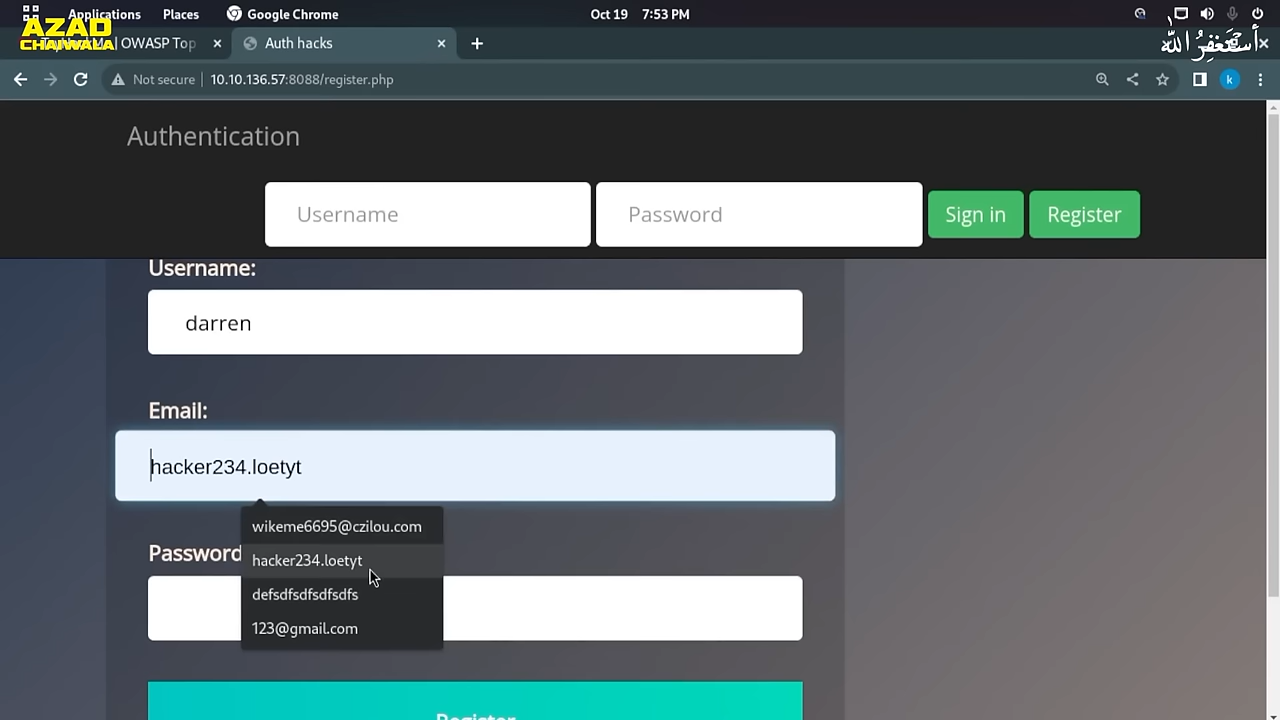 Applications Places Google Chrome Oct 19 7:53 PM
AZAD
CHAIWALA
| OWASP Top
Auth hacks
أستغفر الله
Not secure 10.10.136.57:8088/register.php
k
Authentication
Username
Password
Sign in
Register
Username:
darren
Email:
hacker234.loetyt
wikeme6695@czilou.com
Password
hacker234.loetyt
defsdfsdfsdfsdfs
123@gmail.com
Register